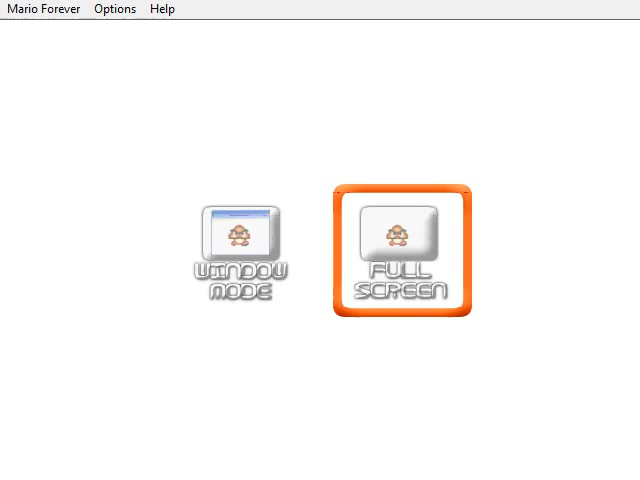 Mario Forever Options Help
WINDOW
MODE
FULL
SCREEN